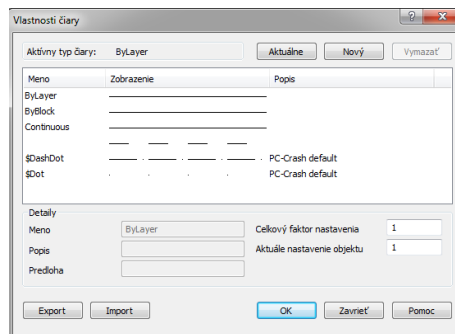 Vlastnosti čiary
Aktívny typ čiary: ByLayer Aktuálne Nový Vymazať
Meno Zobrazenie Popis
ByLayer
ByBlock
Continuous
$DashDot PC-Crash default
$Dot PC-Crash default
Detaily
Meno ByLayer Celkový faktor nastavenia 1
Popis Aktuále nastavenie objektu 1
Predloha
Export Import OK Zavrieť Pomoc